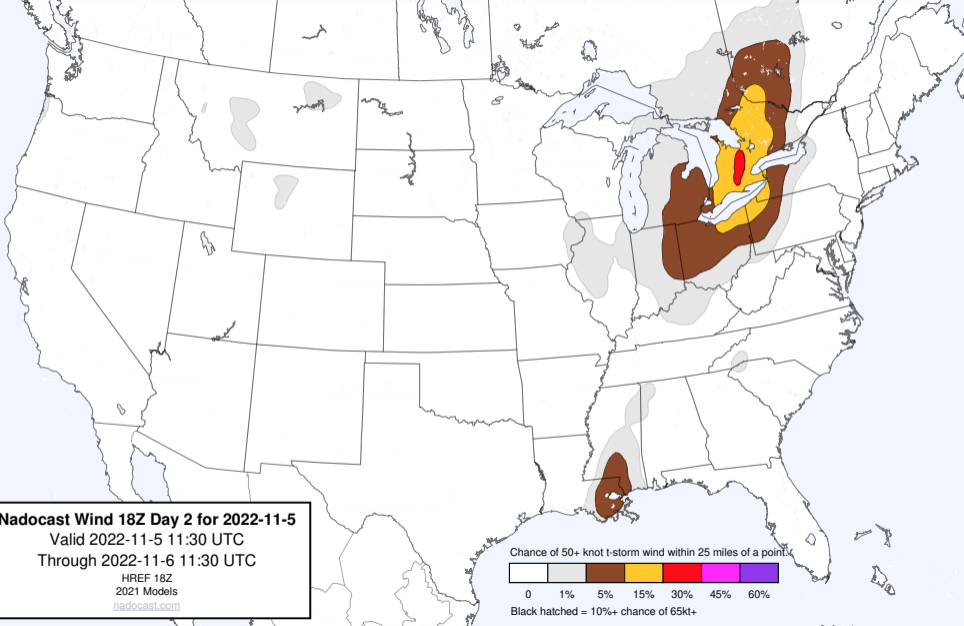 Nadocast Wind 18Z Day 2 for 2022-11-5
Valid 2022-11-5 11:30 UTC
Through 2022-11-6 11:30 UTC
HREF 18Z
2021 Models
nadocast.com
Chance of 50+ knot t-storm wind within 25 miles of a point.
0 1% 5% 15% 30% 45% 60%
Black hatched = 10%+ chance of 65kt+